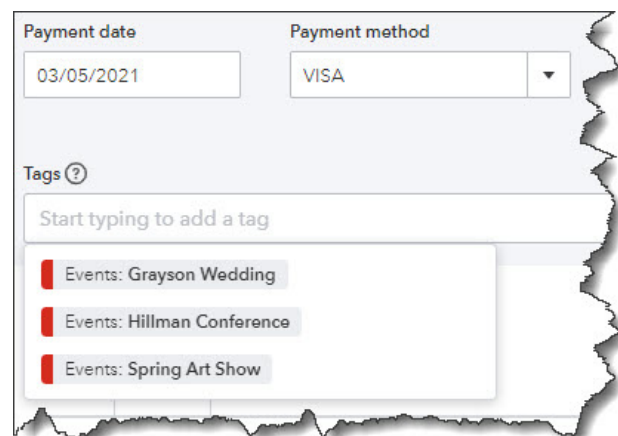 Payment date Payment method
03/05/2021 VISA
Tags ?
Start typing to add a tag
Events: Grayson Wedding
Events: Hillman Conference
Events: Spring Art Show